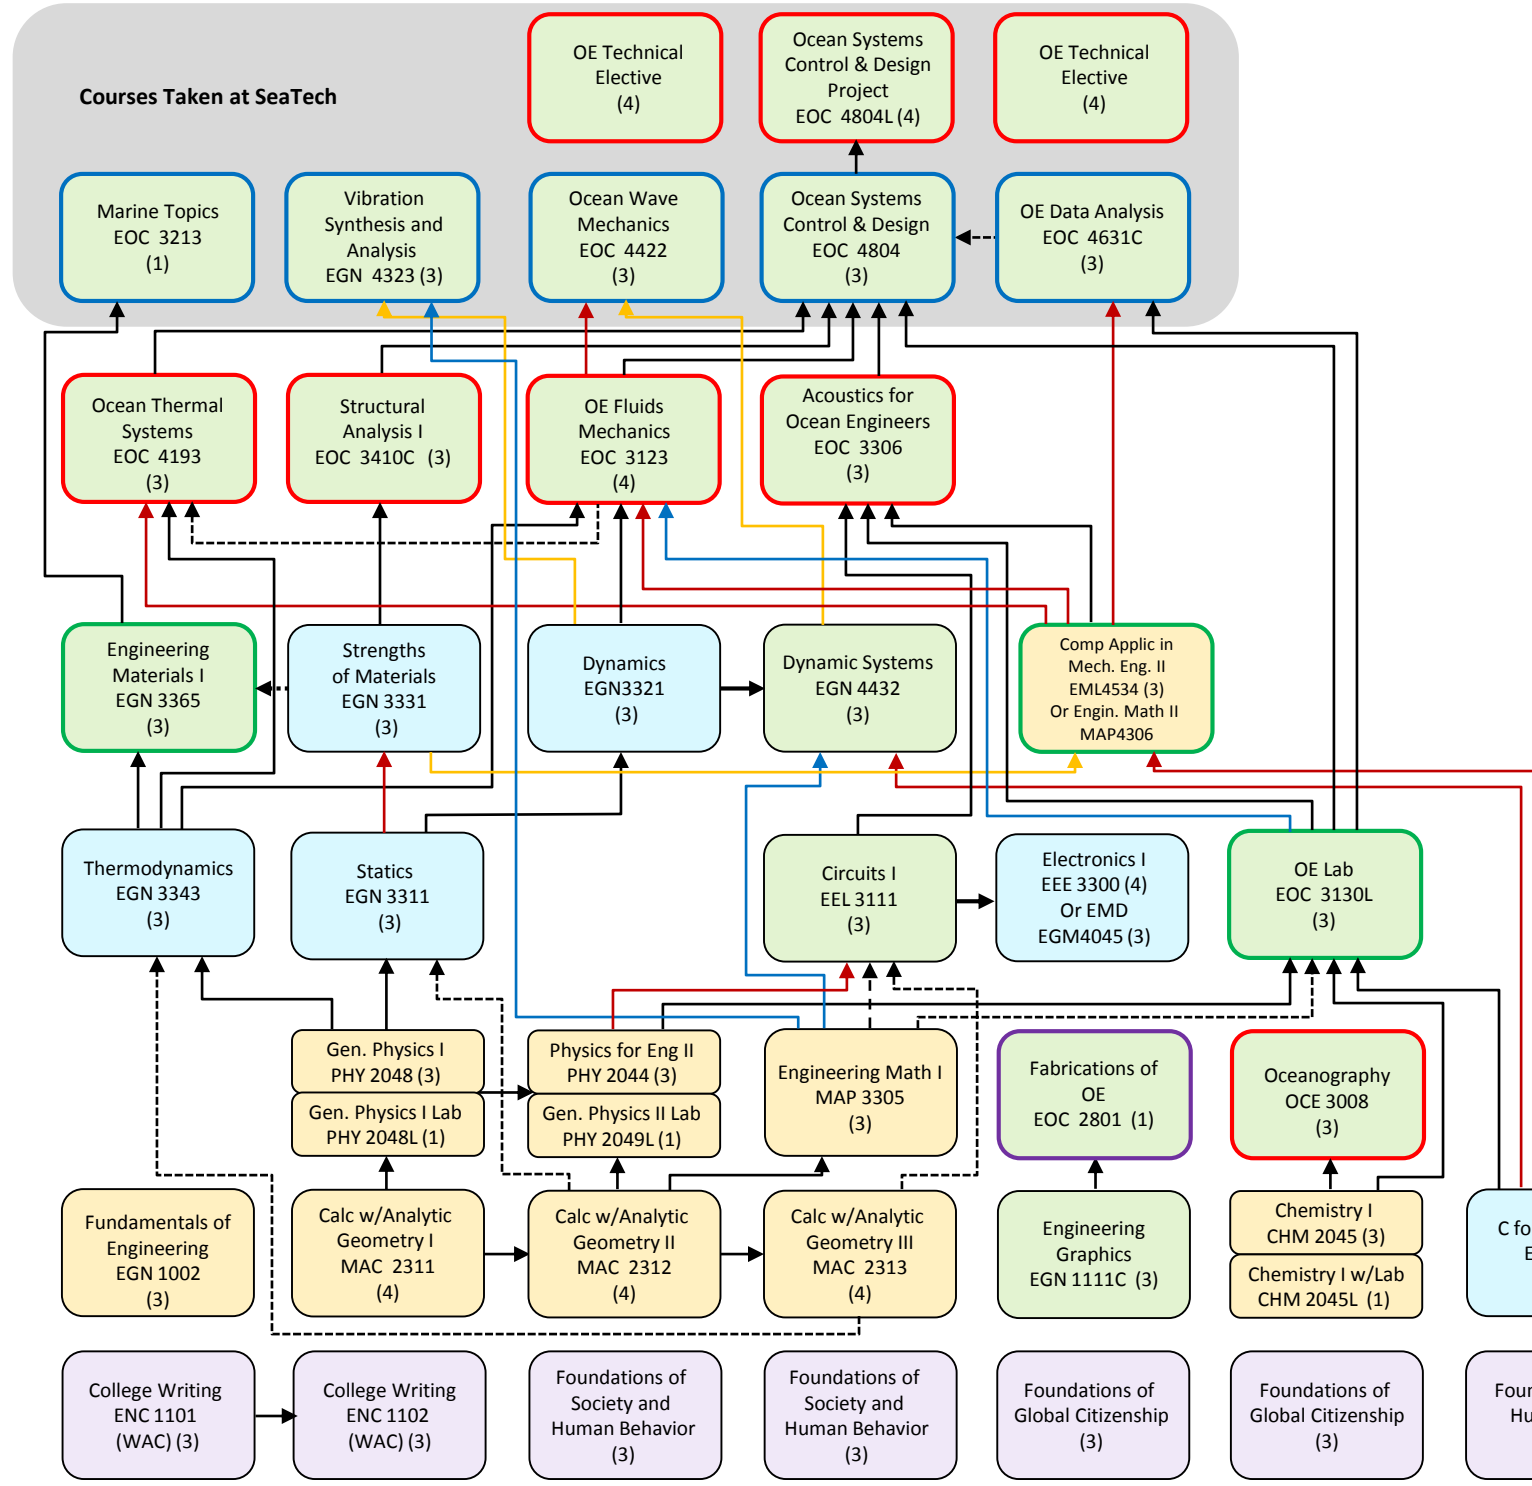 Courses Taken at SeaTech
OE Technical
Elective
(4)
Ocean Systems
Control & Design
Project
EOC 4804L (4)
OE Technical
Elective
(4)
Marine Topics
EOC 3213
(1)
Vibration
Synthesis and
Analysis
EGN 4323 (3)
Ocean Wave
Mechanics
EOC 4422
(3)
Ocean Systems
Control & Design
EOC 4804
(3)
OE Data Analysis
EOC 4631C
(3)
Ocean Thermal
Systems
EOC 4193
(3)
Structural
Analysis I
EOC 3410C (3)
OE Fluids
Mechanics
EOC 3123
(4)
Acoustics for
Ocean Engineers
EOC 3306
(3)
Engineering
Materials I
EGN 3365
(3)
Strengths
of Materials
EGN 3331
(3)
Dynamics
EGN3321
(3)
Dynamic Systems
EGN 4432
(3)
Comp Applic in
Mech. Eng. II
EML4534 (3)
Or Engin. Math II
MAP4306
Thermodynamics
EGN 3343
(3)
Statics
EGN 3311
(3)
Circuits I
EEL 3111
(3)
Electronics I
EEE 3300 (4)
Or EMD
EGM4045 (3)
OE Lab
EOC 3130L
(3)
Gen. Physics I
PHY 2048 (3)
Gen. Physics I Lab
PHY 2048L (1)
Physics for Eng II
PHY 2044 (3)
Gen. Physics II Lab
PHY 2049L (1)
Engineering Math I
MAP 3305
(3)
Fabrications of
OE
EOC 2801 (1)
Oceanography
OCE 3008
(3)
Fundamentals of
Engineering
EGN 1002
(3)
Calc w/Analytic
Geometry I
MAC 2311
(4)
Calc w/Analytic
Geometry II
MAC 2312
(4)
Calc w/Analytic
Geometry III
MAC 2313
(4)
Engineering
Graphics
EGN 1111C (3)
Chemistry I
CHM 2045 (3)
Chemistry I w/Lab
CHM 2045L (1)
C fo
E
College Writing
ENC 1101
(WAC) (3)
College Writing
ENC 1102
(WAC) (3)
Foundations of
Society and
Human Behavior
(3)
Foundations of
Society and
Human Behavior
(3)
Foundations of
Global Citizenship
(3)
Foundations of
Global Citizenship
(3)
Foun
Hu